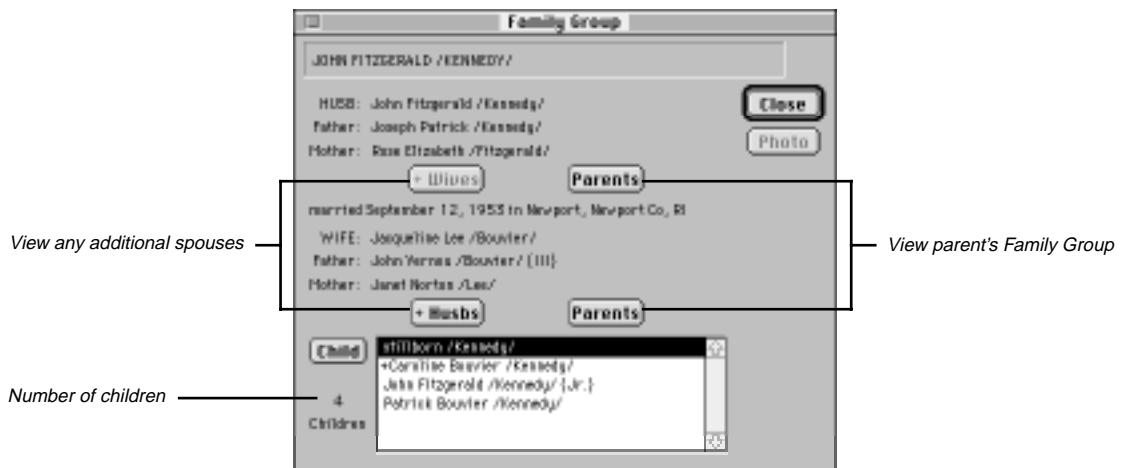 Family Group
JOHN FITZGERALD /KENNEDY/
HUSB: John Fitzgerald /Kennedy/
Close
Father: Joseph Patrick /Kennedy/
Mother: Rose Elizabeth /Fitzgerald/
Photo
+ Wives
Parents
married September 12, 1953 in Newport, Newport Co, RI
View any additional spouses
WIFE: Jacqueline Lee /Bouvier/
View parent's Family Group
Father: John Vernou /Bouvier/ {III}
Mother: Janet Norton /Lee/
+ Husbs
Parents
Child
stillborn /Kennedy/
+Caroline Bouvier /Kennedy/
John Fitzgerald /Kennedy/ {Jr.}
Number of children
4
Patrick Bouvier /Kennedy/
Children